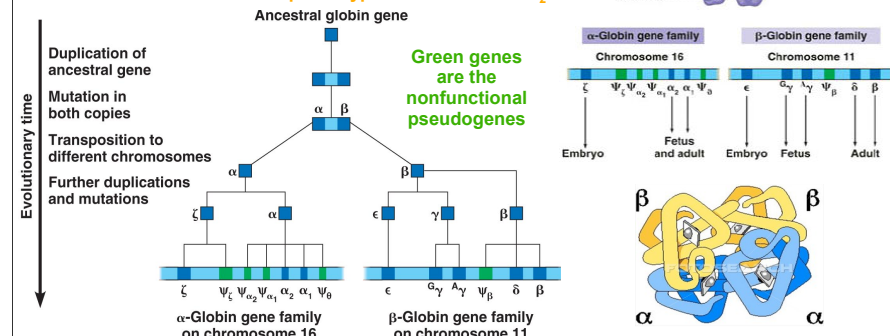 Ancestral globin gene
Duplication of
ancestral gene
Mutation in
both copies
Transposition to
different chromosomes
Further duplications
and mutations
Evolutionary time
Green genes
are the
nonfunctional
pseudogenes
α β
α β
ζ α ϵ γ β
ζ ψζ ψα2 ψα1 α2 α1 ψθ
ϵ Gγ Aγ ψβ δ β
α-Globin gene family
on chromosome 16
β-Globin gene family
on chromosome 11
α-Globin gene family
Chromosome 16
ζ ψζ ψα2 ψα1 α2 α1 ψ
Embryo
Fetus
and adult
β-Globin gene family
Chromosome 11
ϵ Gγ Aγ ψβ δ β
Embryo Fetus Adult
β β
α α